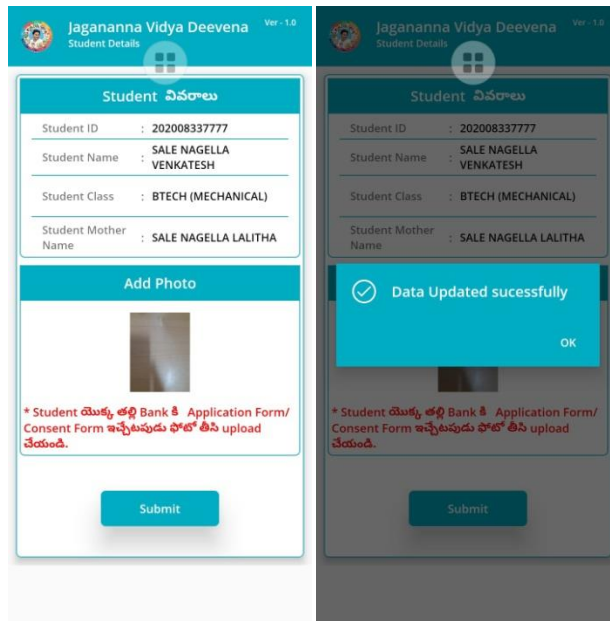 Jagananna Vidya Deevena Ver - 1.0
Student Details
Student వివరాలు
Student ID : 202008337777
Student Name : SALE NAGELLA
VENKATESH
Student Class : BTECH (MECHANICAL)
Student Mother
Name : SALE NAGELLA LALITHA
Add Photo
* Student యొక్క తల్లి Bank కి Application Form/
Consent Form ఇచ్చేటపుడు ఫోటో తీసి upload
చేయండి.
Submit
Jagananna Vidya Deevena Ver - 1.0
Student Details
Student వివరాలు
Student ID : 202008337777
Student Name : SALE NAGELLA
VENKATESH
Student Class : BTECH (MECHANICAL)
Student Mother
Name : SALE NAGELLA LALITHA
Data Updated sucessfully
OK
* Student యొక్క తల్లి Bank కి Application Form/
Consent Form ఇచ్చేటపుడు ఫోటో తీసి upload
చేయండి.
Submit